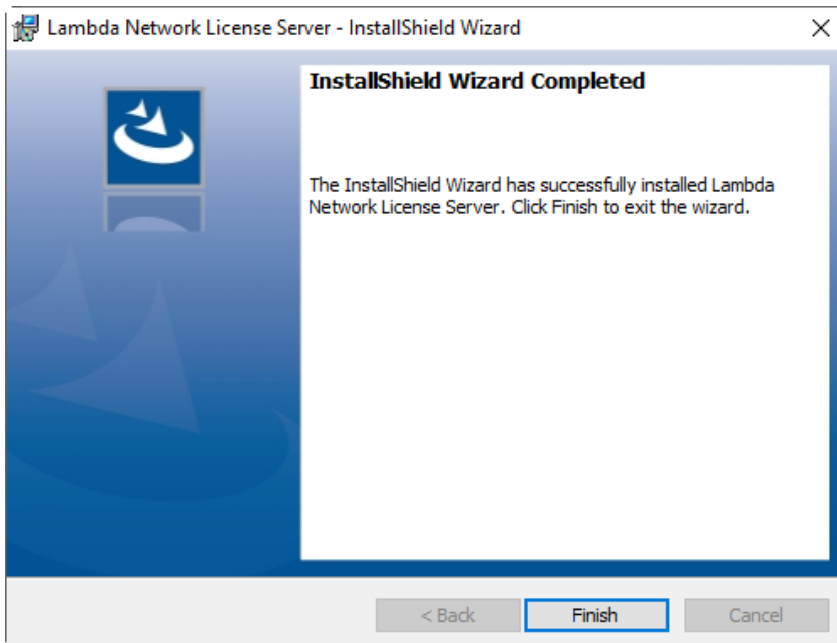 Lambda Network License Server - InstallShield Wizard
InstallShield Wizard Completed
The InstallShield Wizard has successfully installed Lambda
Network License Server. Click Finish to exit the wizard.
< Back
Finish
Cancel